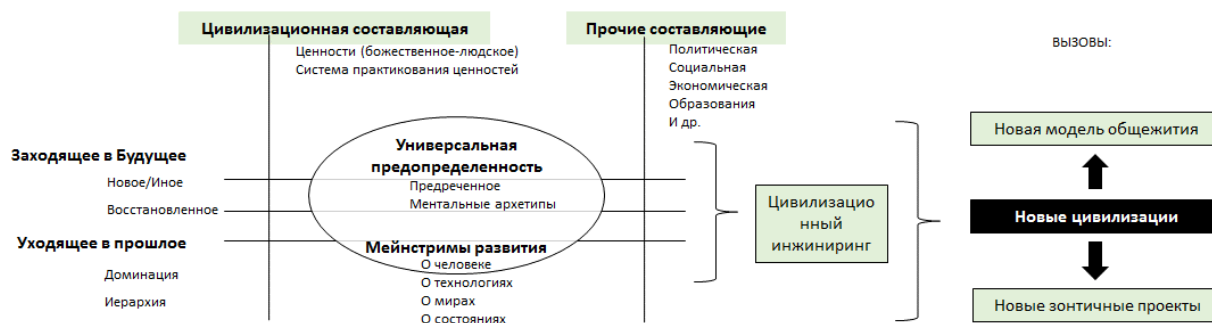 Цивилизационная составляющая
Ценности (божественное-людское)
Система практикования ценностей
Прочие составляющие
Политическая
Социальная
Экономическая
Образования
И др.
ВЫЗОВЫ:
Заходящее в Будущее
Новое/Иное
Восстановленное
Уходящее в прошлое
Доминация
Иерархия
Универсальная
предопределенность
Предреченное
Ментальные архетипы
Мейнстримы развития
О человеке
О технологиях
О мирах
О состояниях
Цивилизацио
нный
инжиниринг
Новая модель общежития
Новые цивилизации
Новые зонтичные проекты